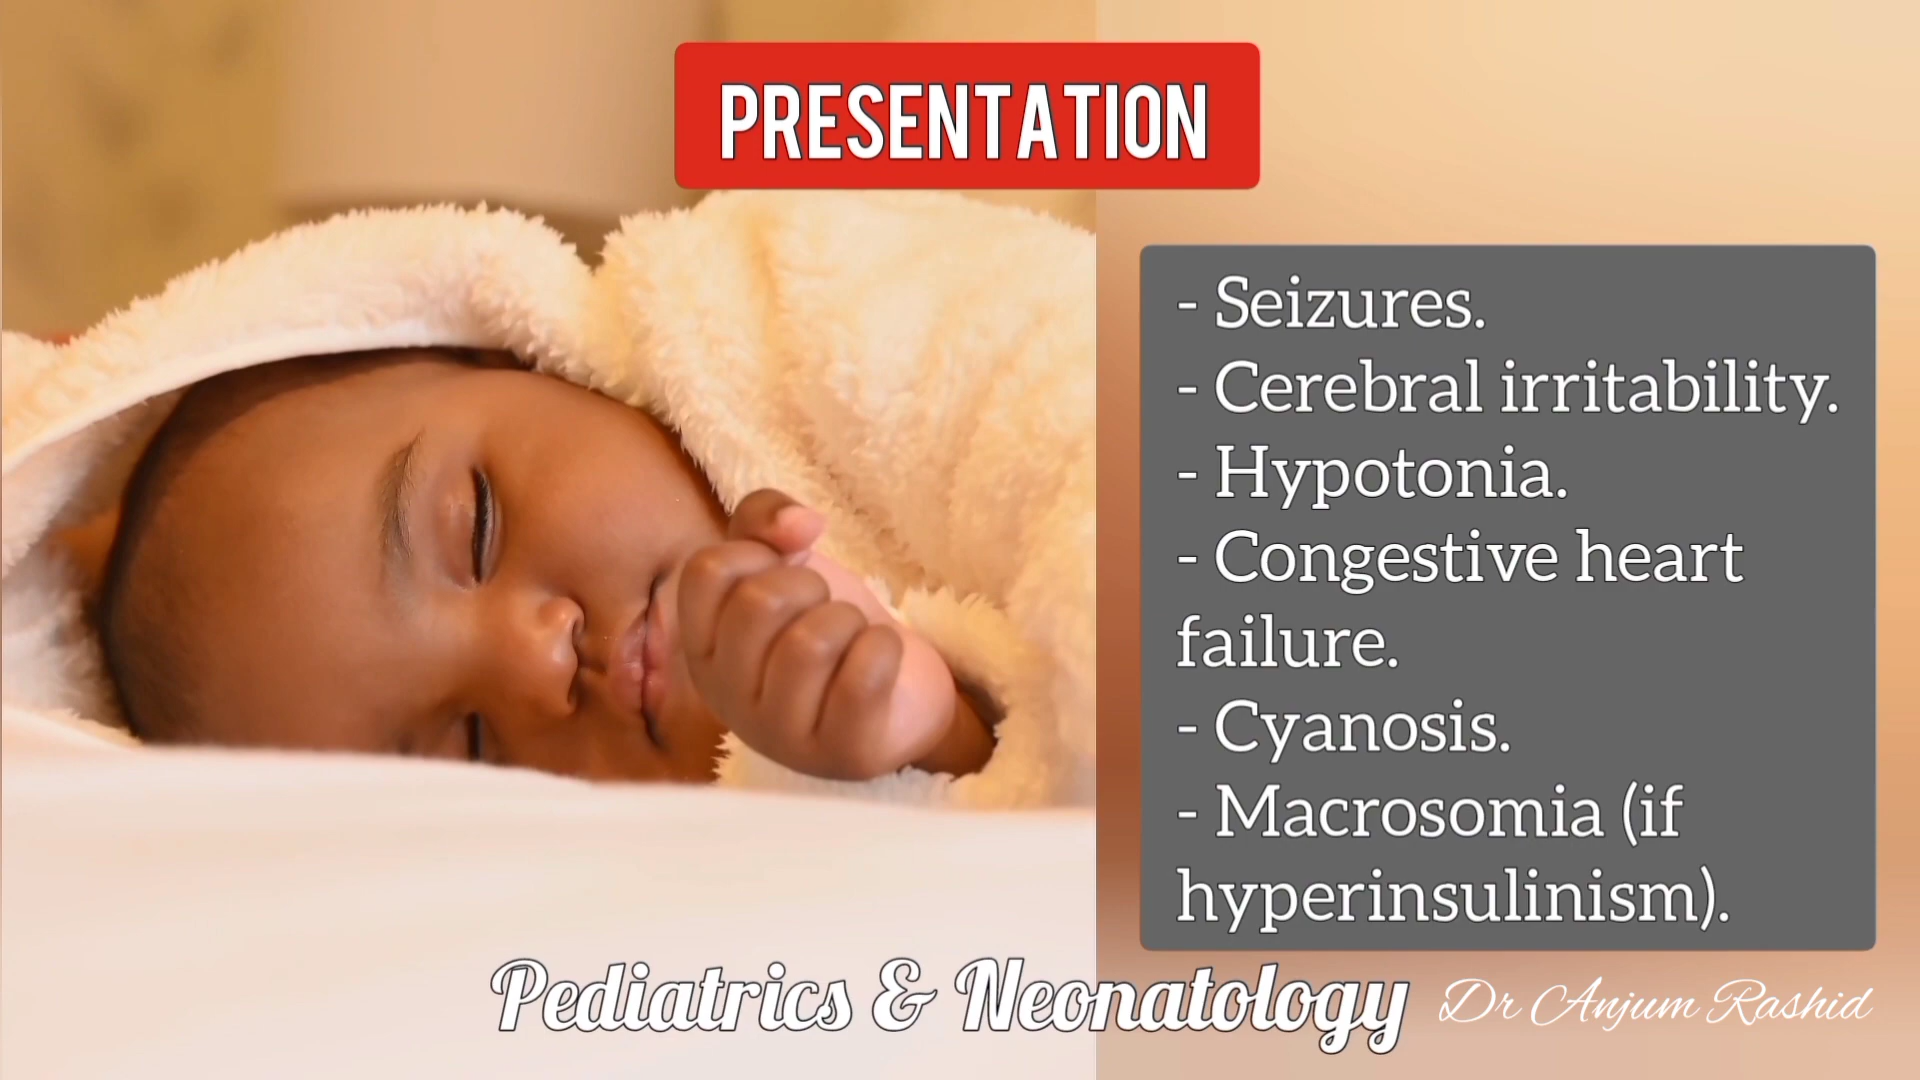 PRESENTATION
- Seizures.
- Cerebral irritability.
- Hypotonia.
- Congestive heart
failure.
- Cyanosis.
- Macrosomia (if
hyperinsulinism).
Pediatrics & Neonatology
Dr Anjum Rashid